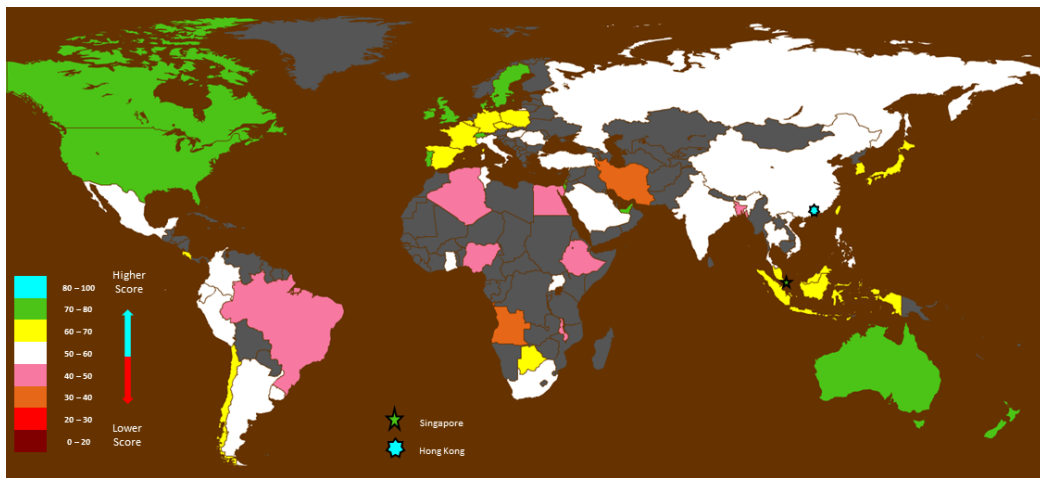 Higher
Score
80 – 100
70 – 80
60 – 70
50 – 60
40 – 50
30 – 40
20 – 30
0 – 20
Lower
Score
Singapore
Hong Kong